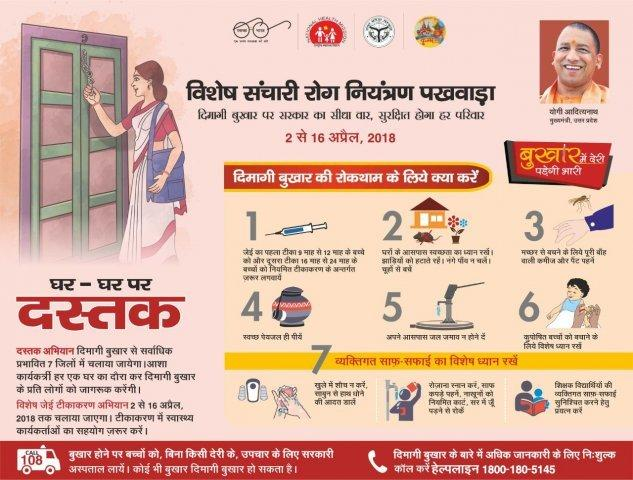 विशेष संचारी रोग नियंत्रण पखवाड़ा
दिमागी बुखार पर सरकार का सीधा वार, सुरक्षित होगा हर परिवार
2 से 16 अप्रैल, 2018
योगी आदित्यनाथ
मुख्यमंत्री, उत्तर प्रदेश
बुखार में देरी
पड़ेगी भारी
दिमागी बुखार की रोकथाम के लिये क्या करें
1
जेई का पहला टीका 9 माह से 12 माह के बच्चे
को और दूसरा टीका 16 माह से 24 माह के
बच्चों को नियमित टीकाकरण के अन्तर्गत
ज़रूर लगवायें
2
घरों के आसपास स्वच्छता का ध्यान रखें।
झाड़ियों को हटाते रहें। नंगे पाँव न चलें।
चूहों से बचें
3
मच्छर से बचने के लिये पूरी बाँह
वाली कमीज और पैंट पहनें
4
स्वच्छ पेयजल ही पीयें
5
अपने आसपास जल जमाव न होने दें
6
कुपोषित बच्चों को बचाने के
लिये विशेष ध्यान रखें
7 व्यक्तिगत साफ़-सफाई का विशेष ध्यान रखें
खुले में शौच न करें,
साबुन से हाथ धोने
की आदत डालें
रोज़ाना स्नान करें, साफ
कपड़े पहनें, नाखूनों को
नियमित काटें, सर में जूँ
पड़ने से रोकें
शिक्षक विद्यार्थियों की
व्यक्तिगत साफ-सफाई
सुनिश्चित करने हेतु
प्रयत्न करें
घर – घर पर
दस्तक
दस्तक अभियान दिमागी बुखार से सर्वाधिक
प्रभावित 7 जिलों में चलाया जायेगा।आशा
कार्यकर्त्री हर एक घर का दौरा कर दिमागी बुखार
के प्रति लोगों को जागरूक करेंगी।
विशेष जेई टीकाकरण अभियान 2 से 16 अप्रैल,
2018 तक चलाया जाएगा। टीकाकरण में स्वास्थ्य
कार्यकर्ताओं का सहयोग ज़रूर करें।
CALL
108
बुखार होने पर बच्चों को, बिना किसी देरी के, उपचार के लिए सरकारी
अस्पताल लायें। कोई भी बुखार दिमागी बुखार हो सकता है।
दिमागी बुखार के बारे में अधिक जानकारी के लिए नि:शुल्क
कॉल करें हेल्पलाइन 1800-180-5145